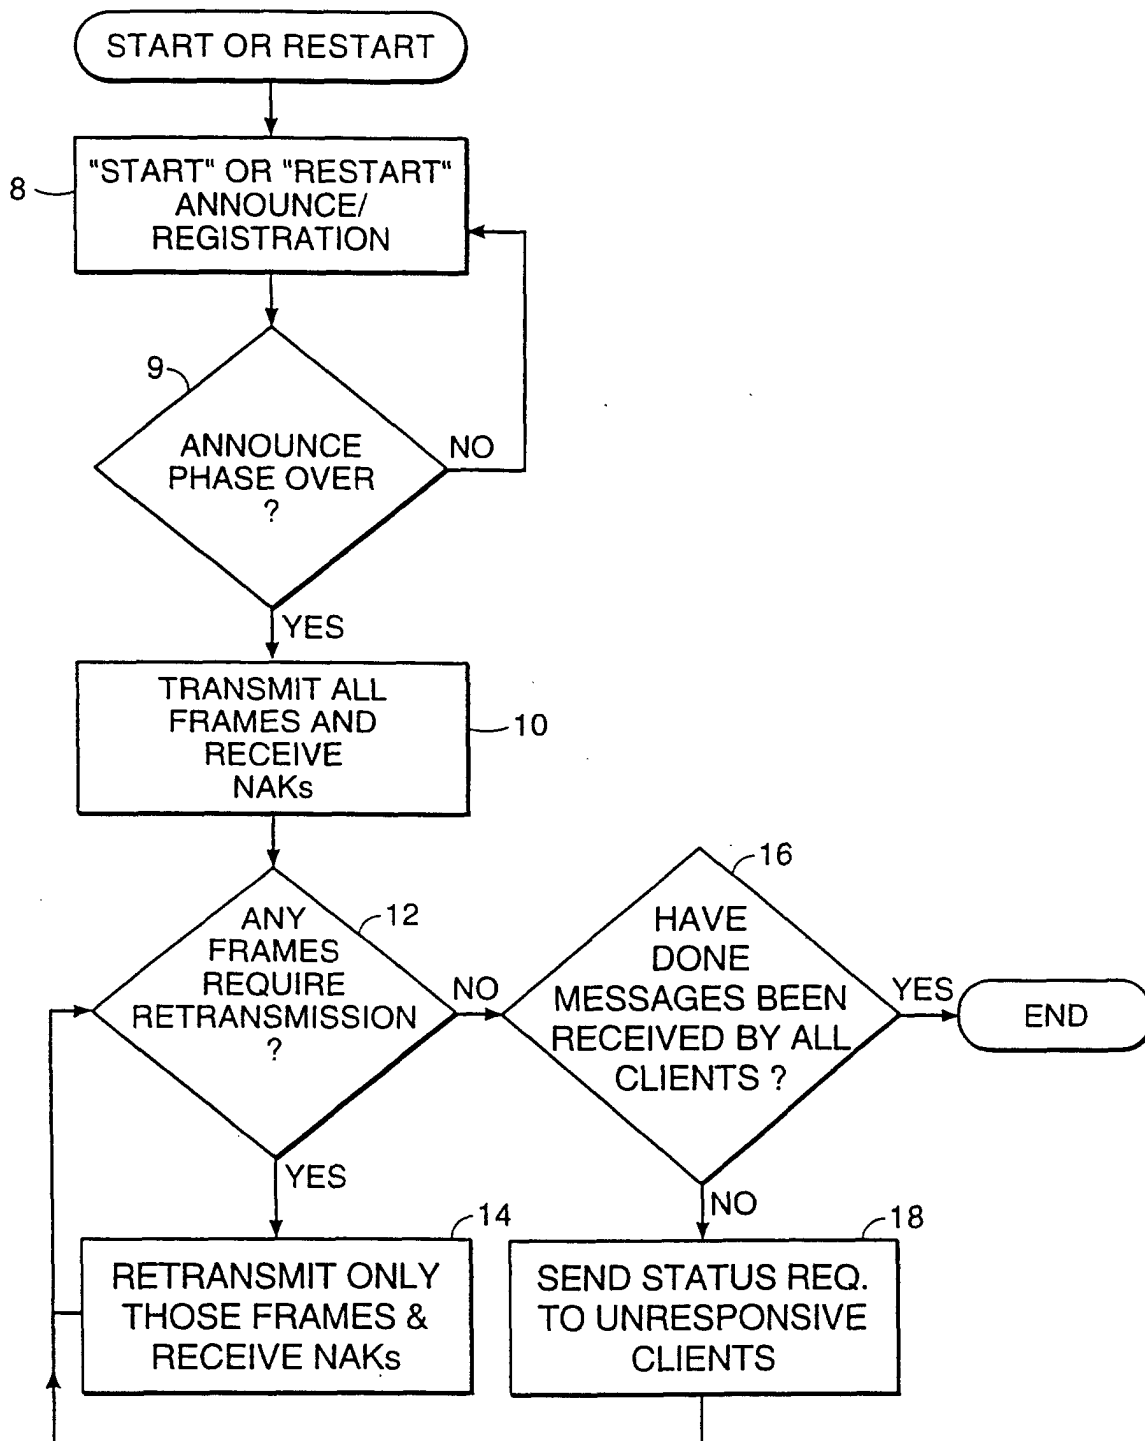 START OR RESTART
8
"START" OR "RESTART"
ANNOUNCE/
REGISTRATION
9
ANNOUNCE
PHASE OVER
?
NO
YES
TRANSMIT ALL
FRAMES AND
RECEIVE
NAKs
10
ANY
FRAMES
REQUIRE
RETRANSMISSION
?
12
NO
YES
16
HAVE
DONE
MESSAGES BEEN
RECEIVED BY ALL
CLIENTS ?
YES
END
NO
14
RETRANSMIT ONLY
THOSE FRAMES &
RECEIVE NAKs
18
SEND STATUS REQ.
TO UNRESPONSIVE
CLIENTS